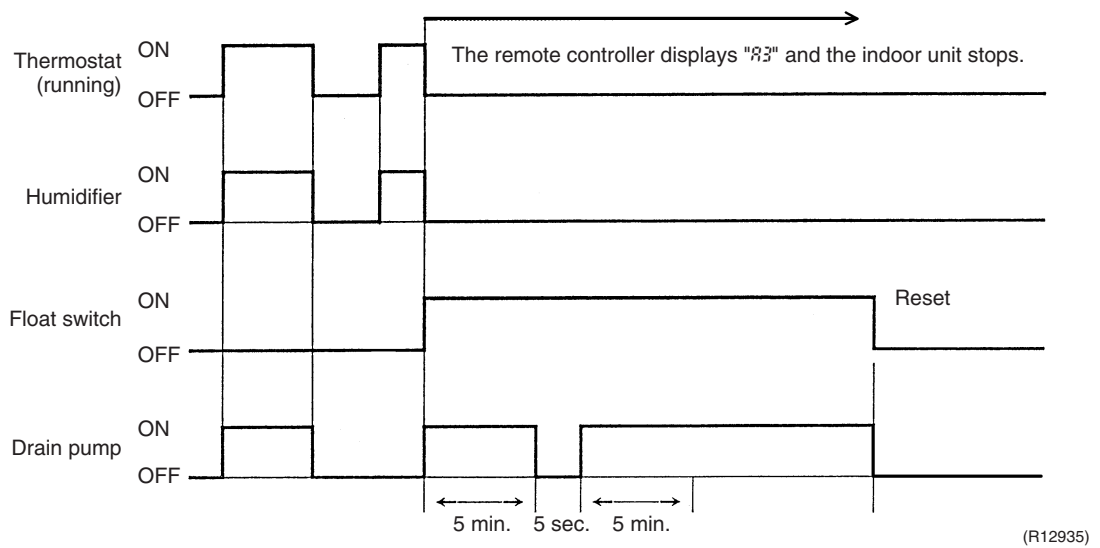 ON
The remote controller displays "A3" and the indoor unit stops.
Thermostat
(running)
OFF
ON
Humidifier
OFF
ON
Reset
Float switch
OFF
ON
Drain pump
OFF
5 min. 5 sec. 5 min.
(R12935)